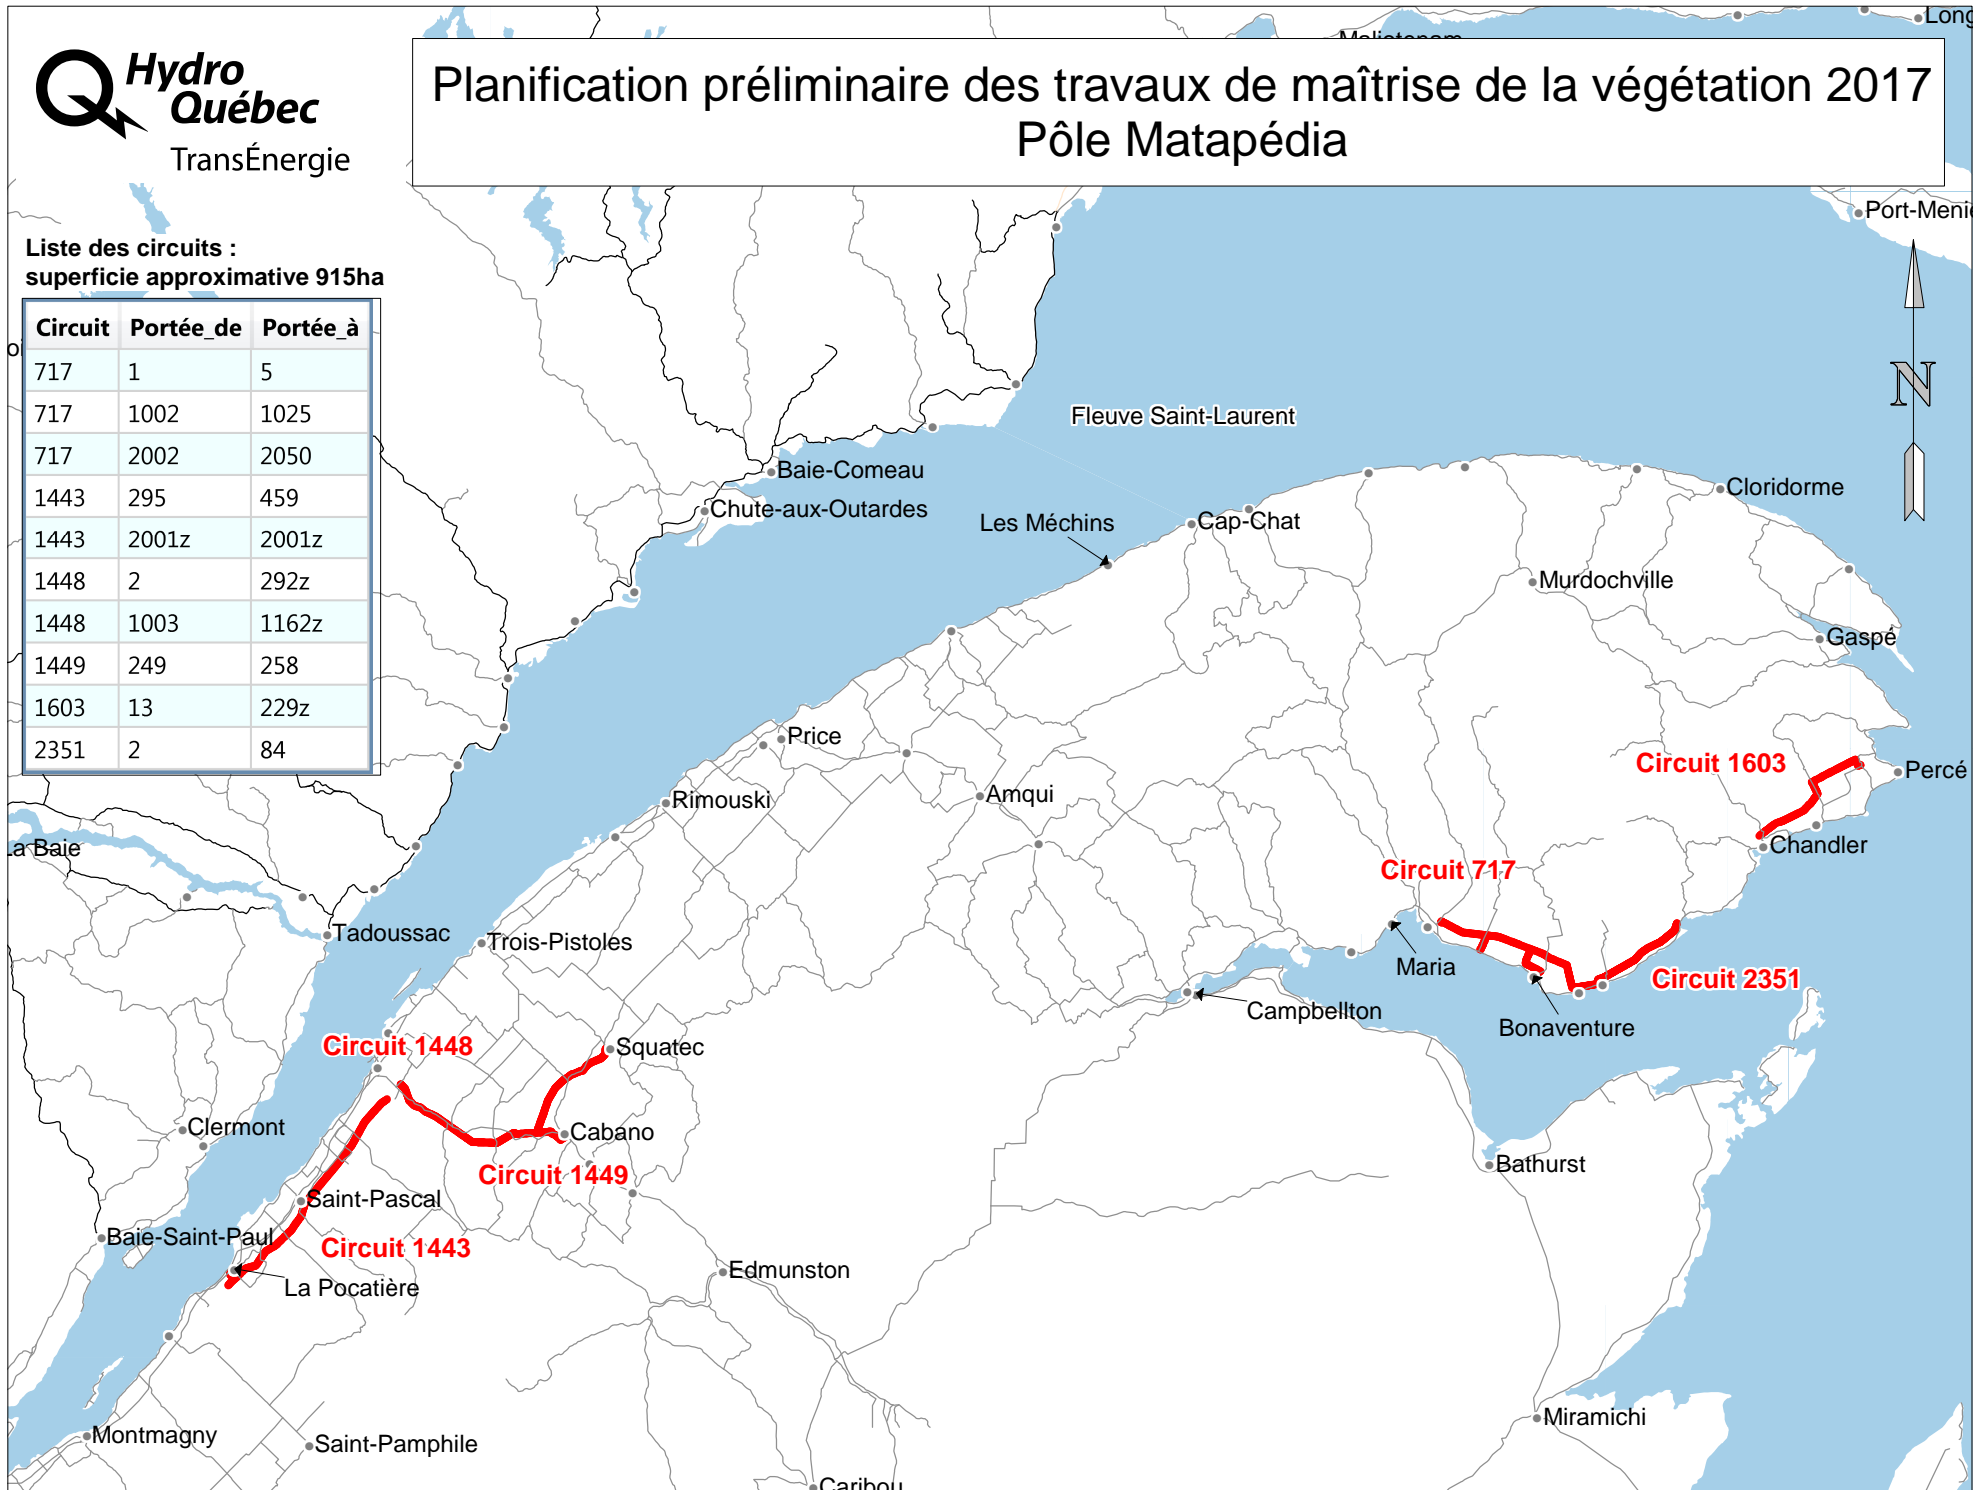 Hydro
Québec
TransÉnergie
Planification préliminaire des travaux de maîtrise de la végétation 2017
Pôle Matapédia
Liste des circuits :
superficie approximative 915ha
Circuit Portée_de Portée_à
717 1 5
717 1002 1025
717 2002 2050
1443 295 459
1443 2001z 2001z
1448 2 292z
1448 1003 1162z
1449 249 258
1603 13 229z
2351 2 84
Port-Menie
N
Fleuve Saint-Laurent
Baie-Comeau
Chute-aux-Outardes
Les Méchins
Cap-Chat
Cloridorme
Murdochville
Gaspé
Price
Rimouski
Amqui
Circuit 1603
Percé
Chandler
La Baie
Circuit 717
Tadoussac
Trois-Pistoles
Maria
Circuit 2351
Campbellton
Bonaventure
Circuit 1448
Squatec
Clermont
Cabano
Circuit 1449
Bathurst
Saint-Pascal
Baie-Saint-Paul
Circuit 1443
La Pocatière
Edmunston
Montmagny
Saint-Pamphile
Miramichi
Caribou